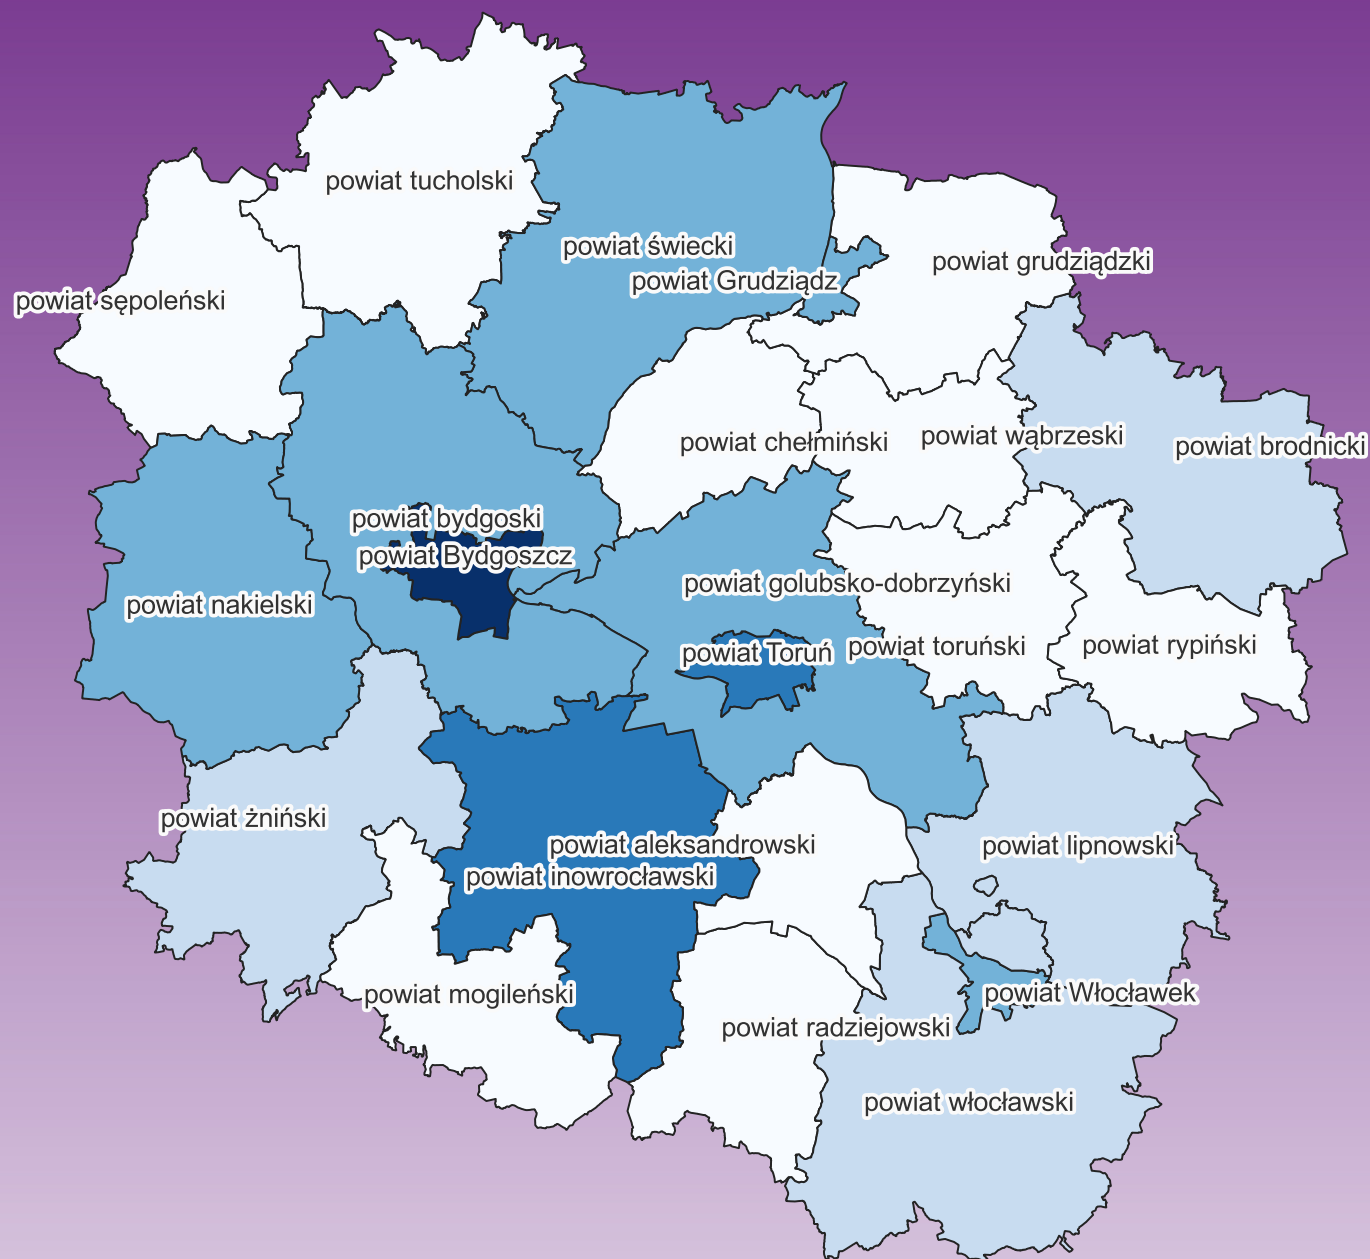 powiat tucholski
powiat świecki
powiat grudziądzki
powiat Grudziądz
powiat sępoleński
powiat chełmiński
powiat wąbrzeski
powiat brodnicki
powiat bydgoski
powiat Bydgoszcz
powiat golubsko-dobrzyński
powiat nakielski
powiat Toruń
powiat toruński
powiat rypiński
powiat żniński
powiat aleksandrowski
powiat lipnowski
powiat inowrocławski
powiat mogileński
powiat Włocławek
powiat radziejowski
powiat włocławski